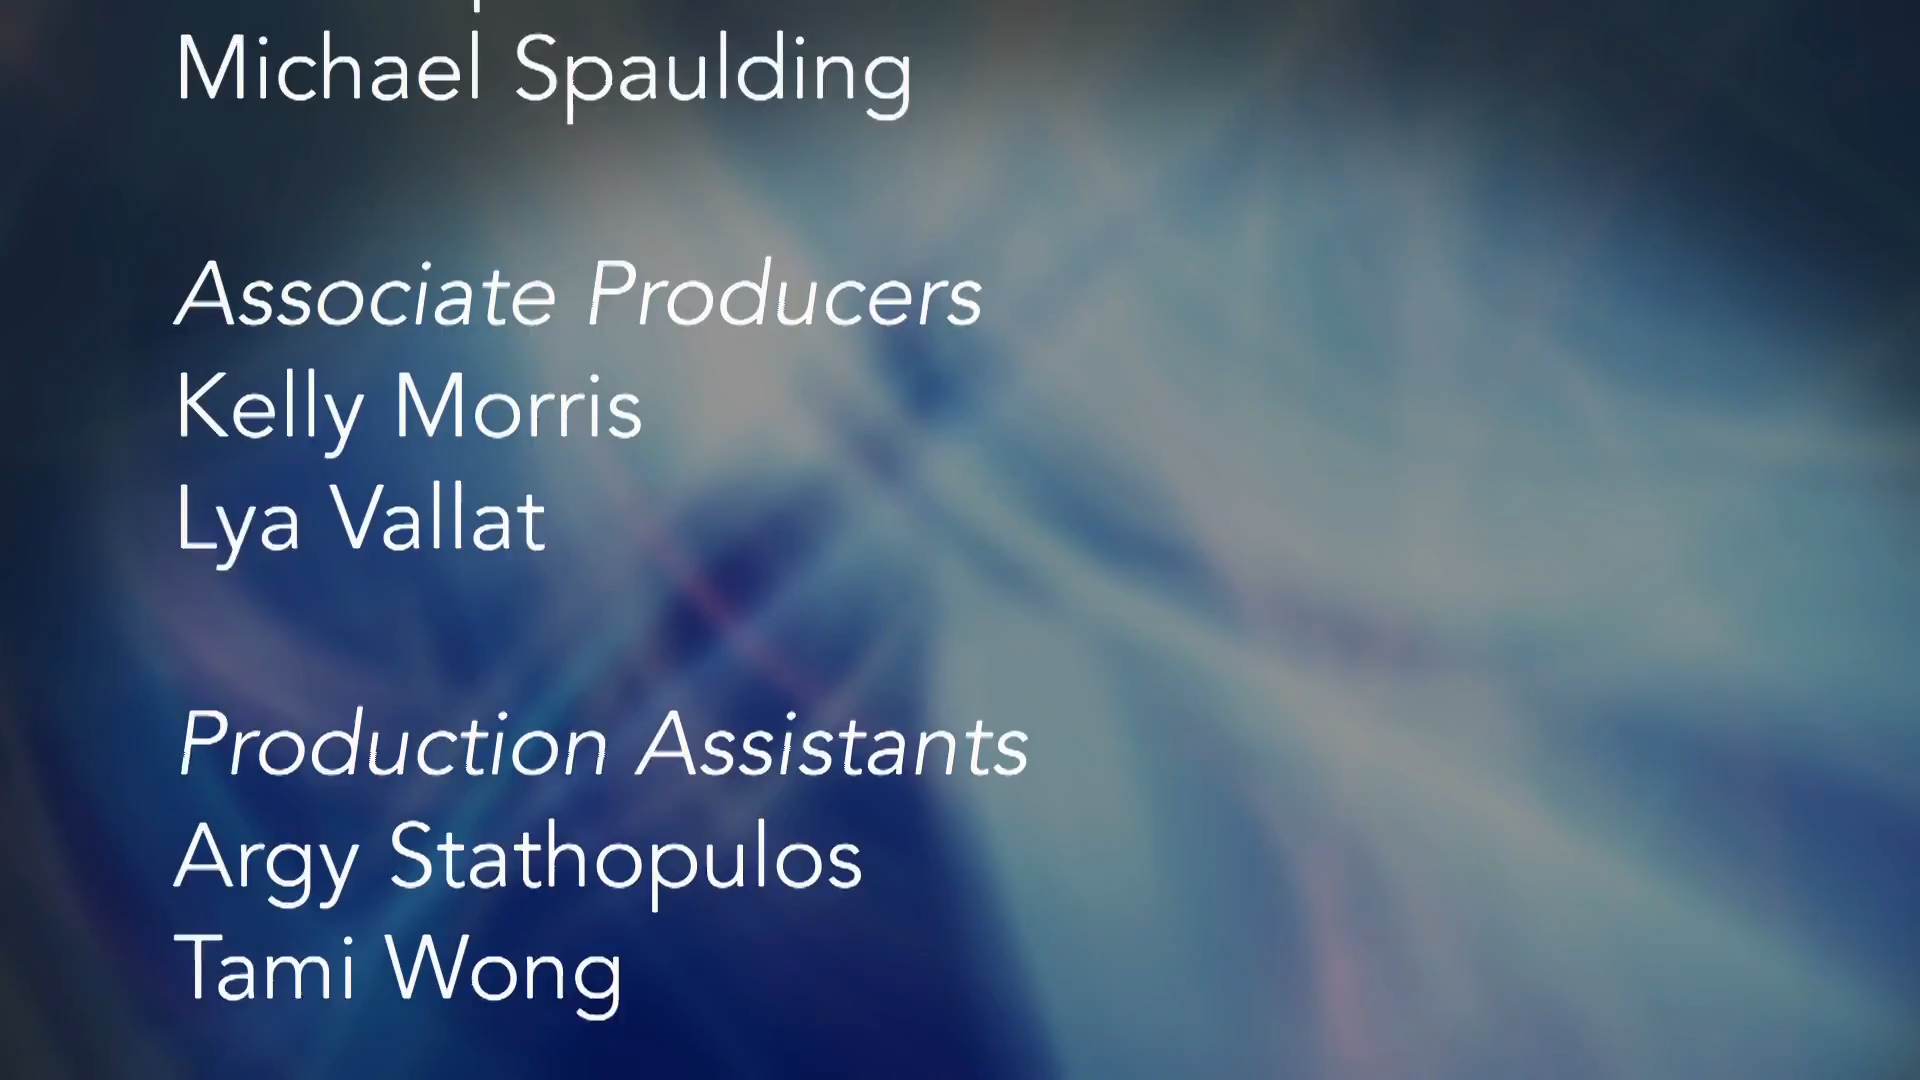 Michael Spaulding
Associate Producers
Kelly Morris
Lya Vallat
Production Assistants
Argy Stathopulos
Tami Wong